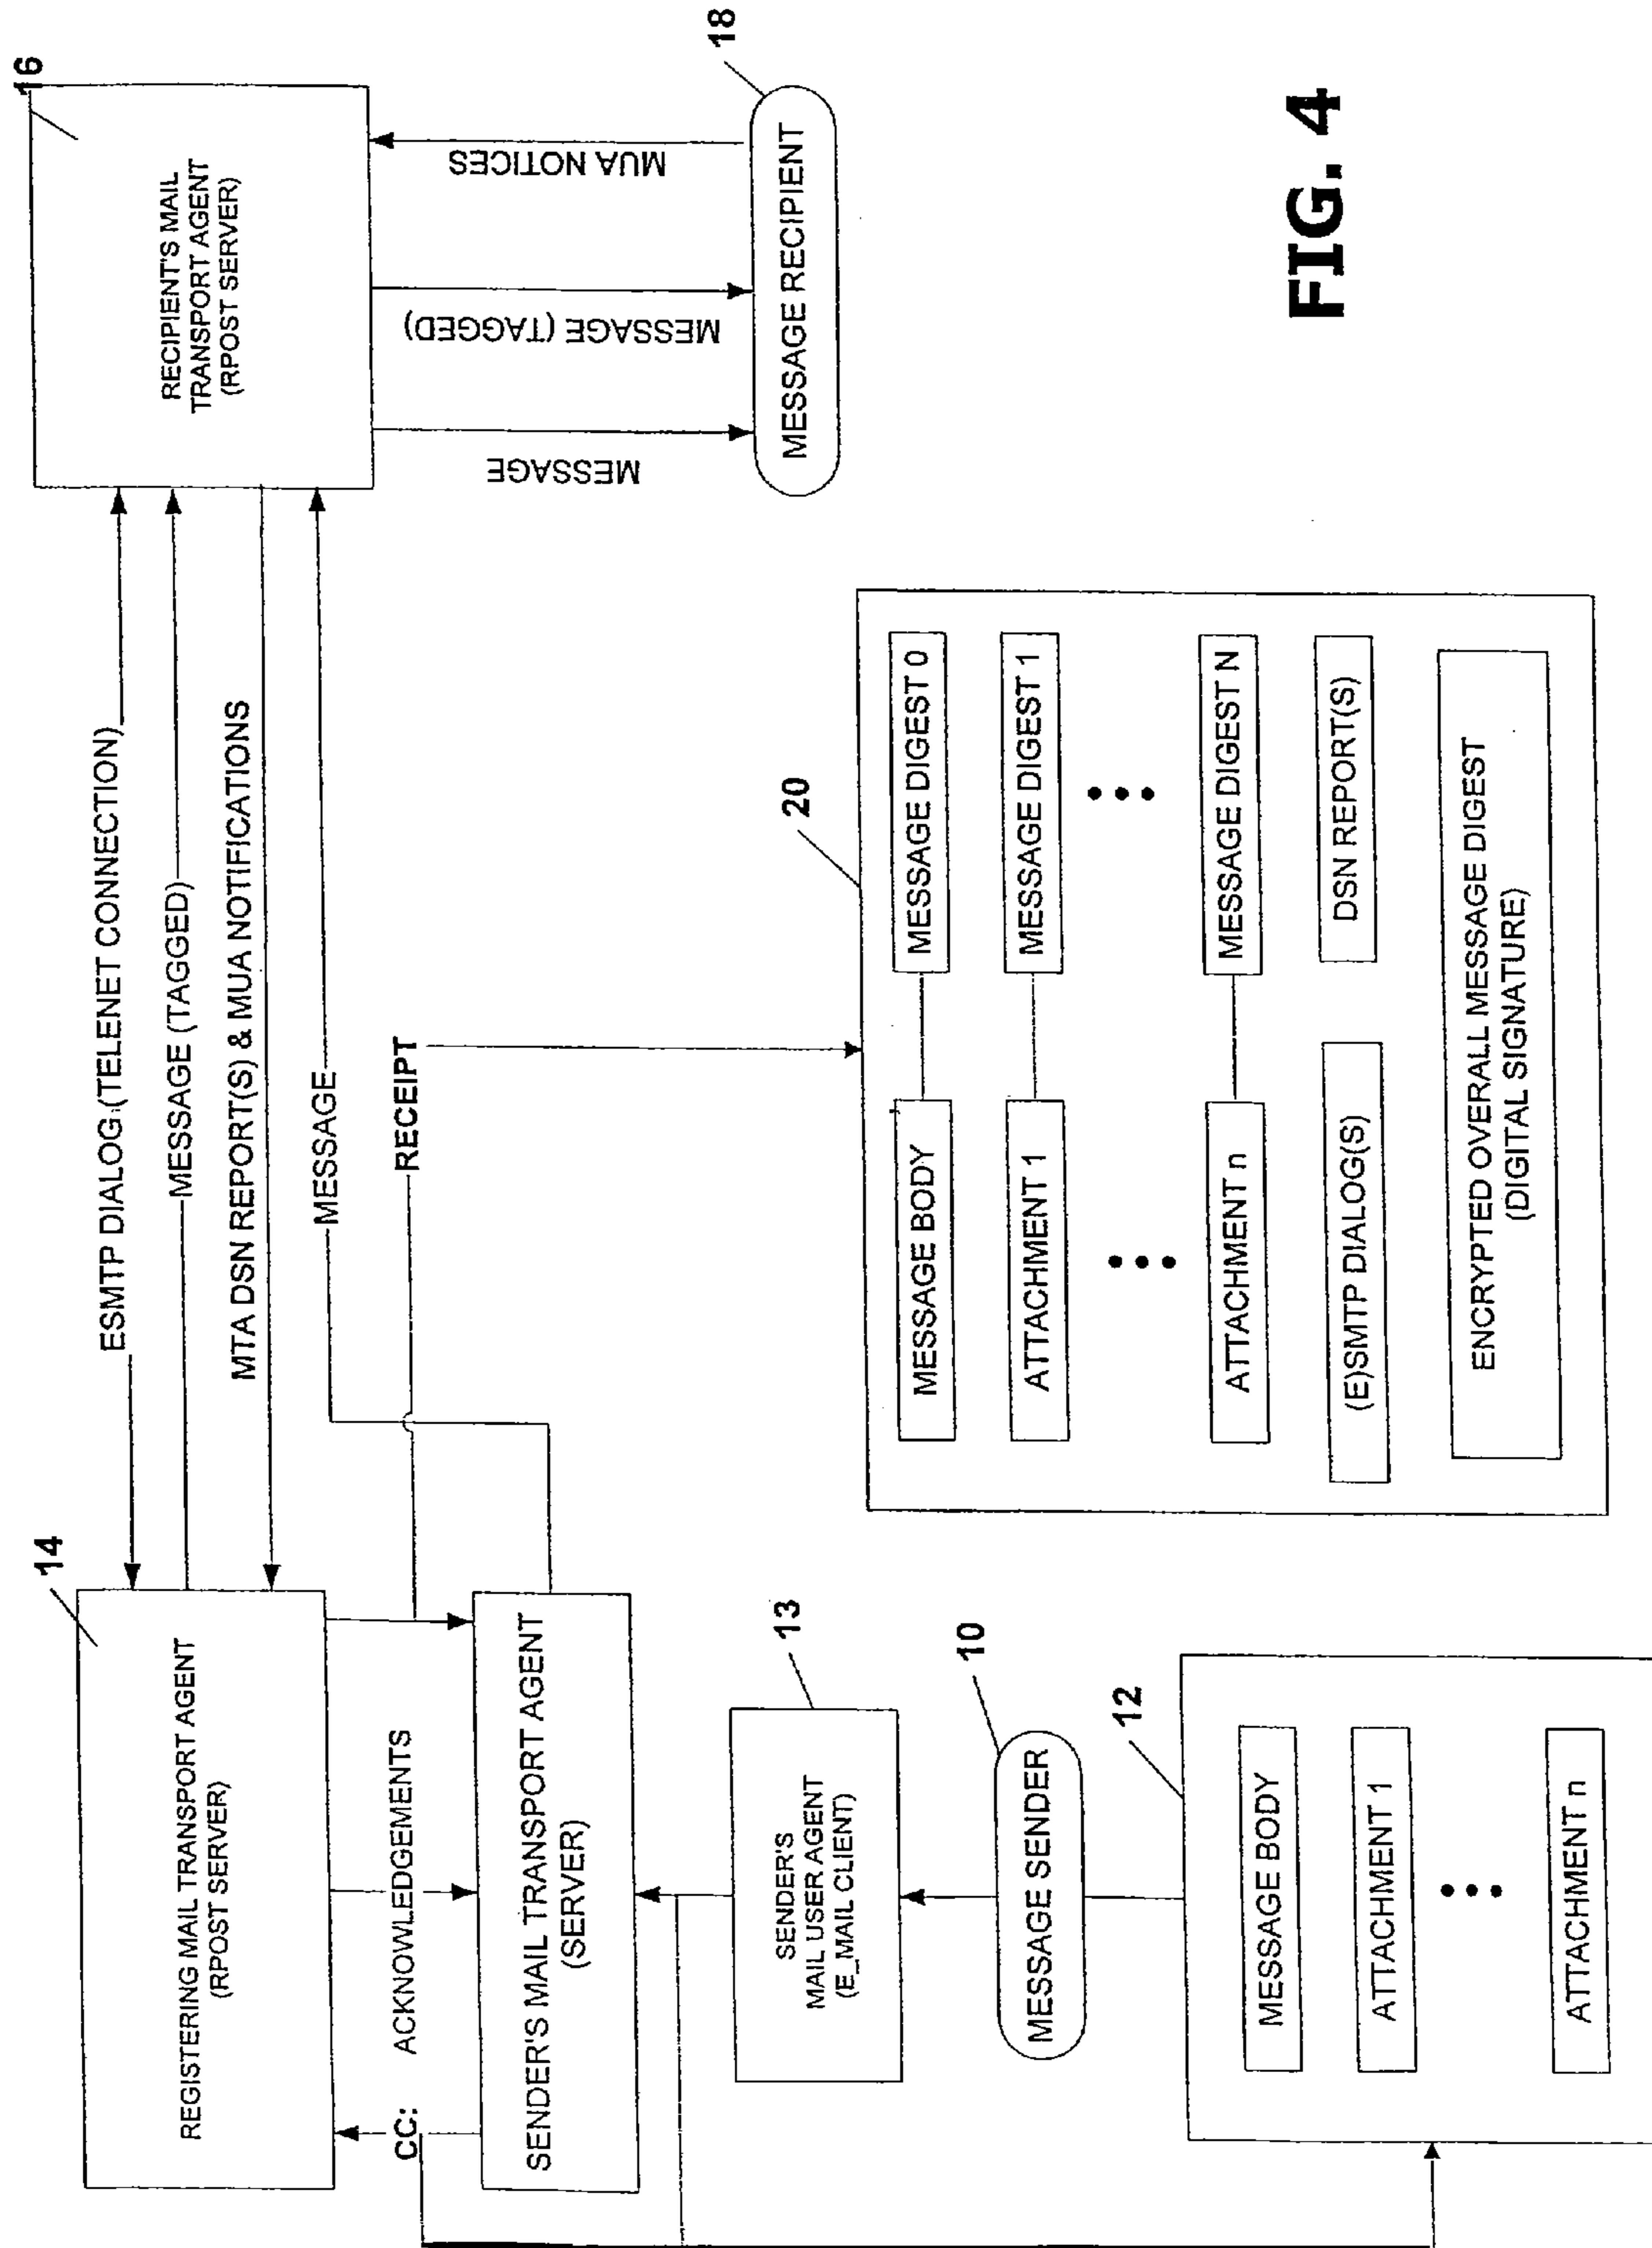 14
REGISTERING MAIL TRANSPORT AGENT
(RPOST SERVER)
CC:
ACKNOWLEDGEMENTS
SENDER'S MAIL TRANSPORT AGENT
(SERVER)
13
SENDER'S
MAIL USER AGENT
(E_MAIL CLIENT)
10
MESSAGE SENDER
12
MESSAGE BODY
ATTACHMENT 1
•••
ATTACHMENT n
ESMTP DIALOG (TELENET CONNECTION)
MESSAGE (TAGGED)
MTA DSN REPORT(S) & MUA NOTIFICATIONS
MESSAGE
RECEIPT
16
RECIPIENT'S MAIL
TRANSPORT AGENT
(RPOST SERVER)
MESSAGE
MESSAGE (TAGGED)
MUA NOTICES
18
MESSAGE RECIPIENT
20
MESSAGE BODY
MESSAGE DIGEST 0
ATTACHMENT 1
MESSAGE DIGEST 1
•••
•••
ATTACHMENT n
MESSAGE DIGEST N
(E)SMTP DIALOG(S)
DSN REPORT(S)
ENCRYPTED OVERALL MESSAGE DIGEST
(DIGITAL SIGNATURE)
FIG. 4